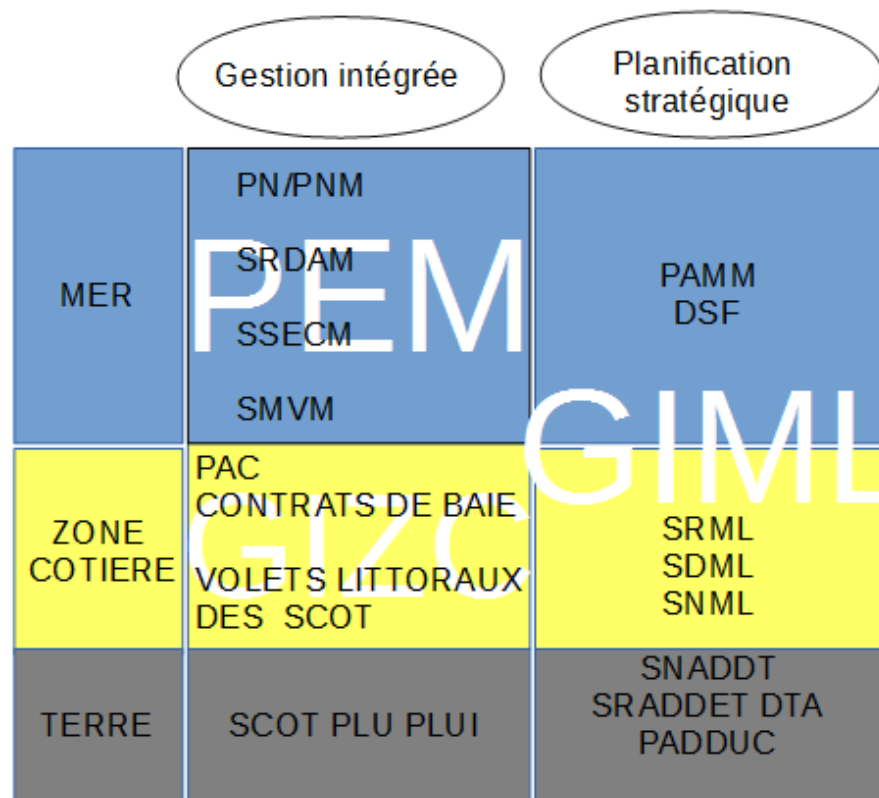 Gestion intégrée
Planification
stratégique
MER
PN/PNM
SRDAM
SSECM
SMVM
PEM
PAMM
DSF
GIML
ZONE
COTIERE
PAC
CONTRATS DE BAIE
VOLETS LITTORAUX
DES SCOT
GIZC
SRML
SDML
SNML
TERRE
SCOT PLU PLUI
SNADDT
SRADDET DTA
PADDUC